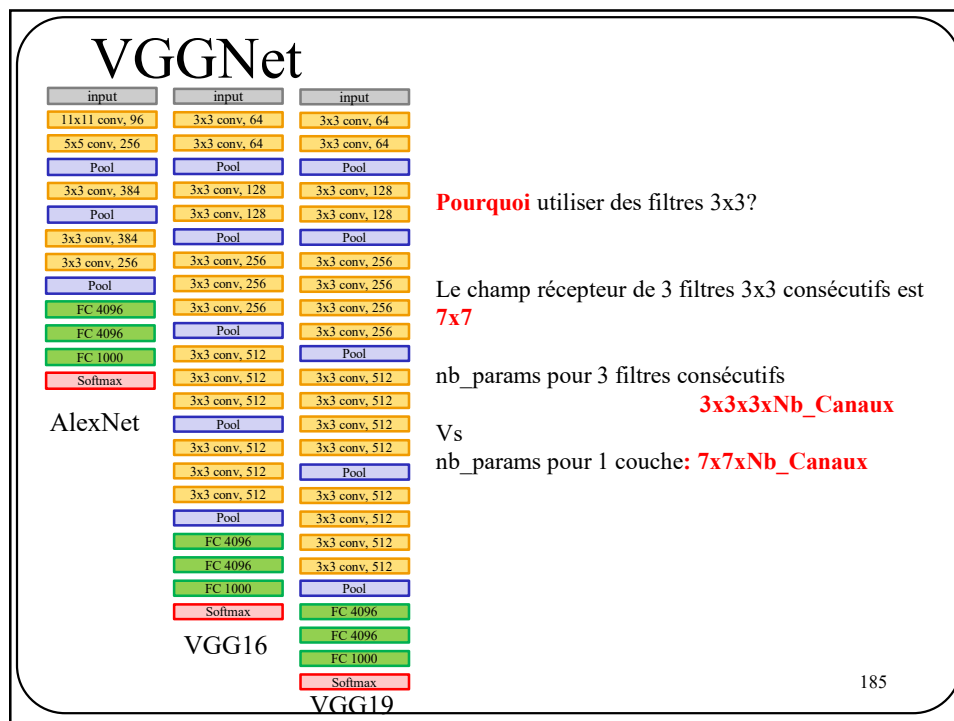 VGGNet
input
11x11 conv, 96
5x5 conv, 256
Pool
3x3 conv, 384
Pool
3x3 conv, 384
3x3 conv, 256
Pool
FC 4096
FC 4096
FC 1000
Softmax
AlexNet
input
3x3 conv, 64
3x3 conv, 64
Pool
3x3 conv, 128
3x3 conv, 128
Pool
3x3 conv, 256
3x3 conv, 256
3x3 conv, 256
Pool
3x3 conv, 512
3x3 conv, 512
3x3 conv, 512
Pool
3x3 conv, 512
3x3 conv, 512
3x3 conv, 512
Pool
FC 4096
FC 4096
FC 1000
Softmax
VGG16
input
3x3 conv, 64
3x3 conv, 64
Pool
3x3 conv, 128
3x3 conv, 128
Pool
3x3 conv, 256
3x3 conv, 256
3x3 conv, 256
3x3 conv, 256
Pool
3x3 conv, 512
3x3 conv, 512
3x3 conv, 512
3x3 conv, 512
Pool
3x3 conv, 512
3x3 conv, 512
3x3 conv, 512
3x3 conv, 512
Pool
FC 4096
FC 4096
FC 1000
Softmax
VGG19
Pourquoi utiliser des filtres 3x3?
Le champ récepteur de 3 filtres 3x3 consécutifs est
7x7
nb_params pour 3 filtres consécutifs
3x3x3xNb_Canaux
Vs
nb_params pour 1 couche: 7x7xNb_Canaux
185